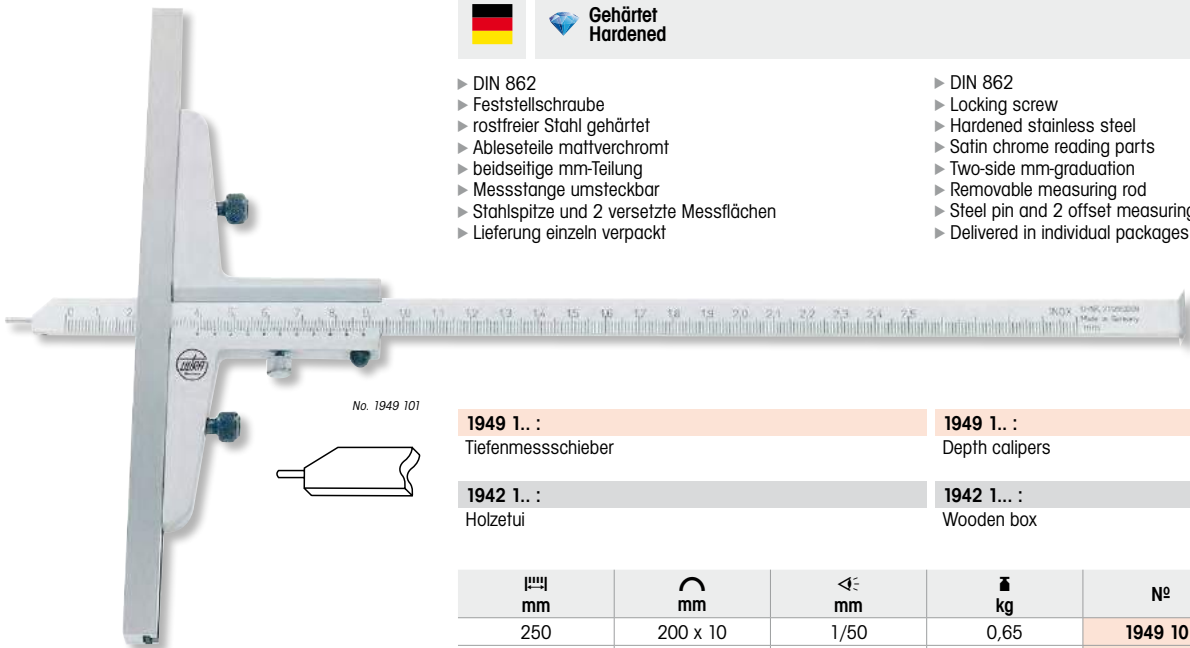 Gehärtet
Hardened
▶ DIN 862
▶ Feststellschraube
▶ rostfreier Stahl gehärtet
▶ Ableseteile mattverchromt
▶ beidseitige mm-Teilung
▶ Messstange umsteckbar
▶ Stahlspitze und 2 versetzte Messflächen
▶ Lieferung einzeln verpackt
▶ DIN 862
▶ Locking screw
▶ Hardened stainless steel
▶ Satin chrome reading parts
▶ Two-side mm-graduation
▶ Removable measuring rod
▶ Steel pin and 2 offset measuring
▶ Delivered in individual packages
0 1 2 4 5 6 7 8 9 10 11 12 13 14 15 16 17 18 19 20 21 22 23 24 25 INOX
Made in Germany
No. 1949 101
1949 1.. :
Tiefenmessschieber
1942 1.. :
Holzetui
1949 1.. :
Depth calipers
1942 1... :
Wooden box
mm mm mm kg Nº
250 200 x 10 1/50 0,65 1949 10